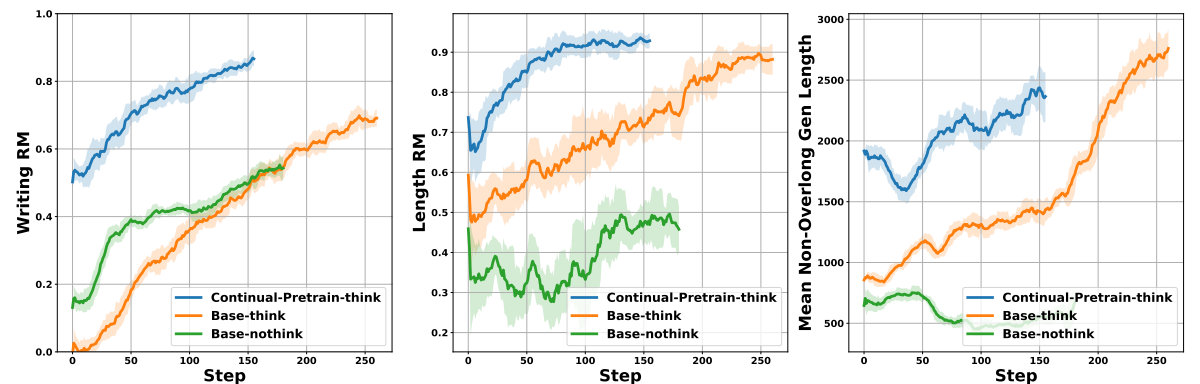 Writing RM
1.0
0.8
0.6
0.4
0.2
0.0
0
50
100
150
200
250
Step
Continual-Pretrain-think
Base-think
Base-nothink
Length RM
0.9
0.8
0.7
0.6
0.5
0.4
0.3
0.2
0
50
100
150
200
250
Step
Continual-Pretrain-think
Base-think
Base-nothink
Mean Non-Overlong Gen Length
3000
2500
2000
1500
1000
500
0
50
100
150
200
250
Step
Continual-Pretrain-think
Base-think
Base-nothink